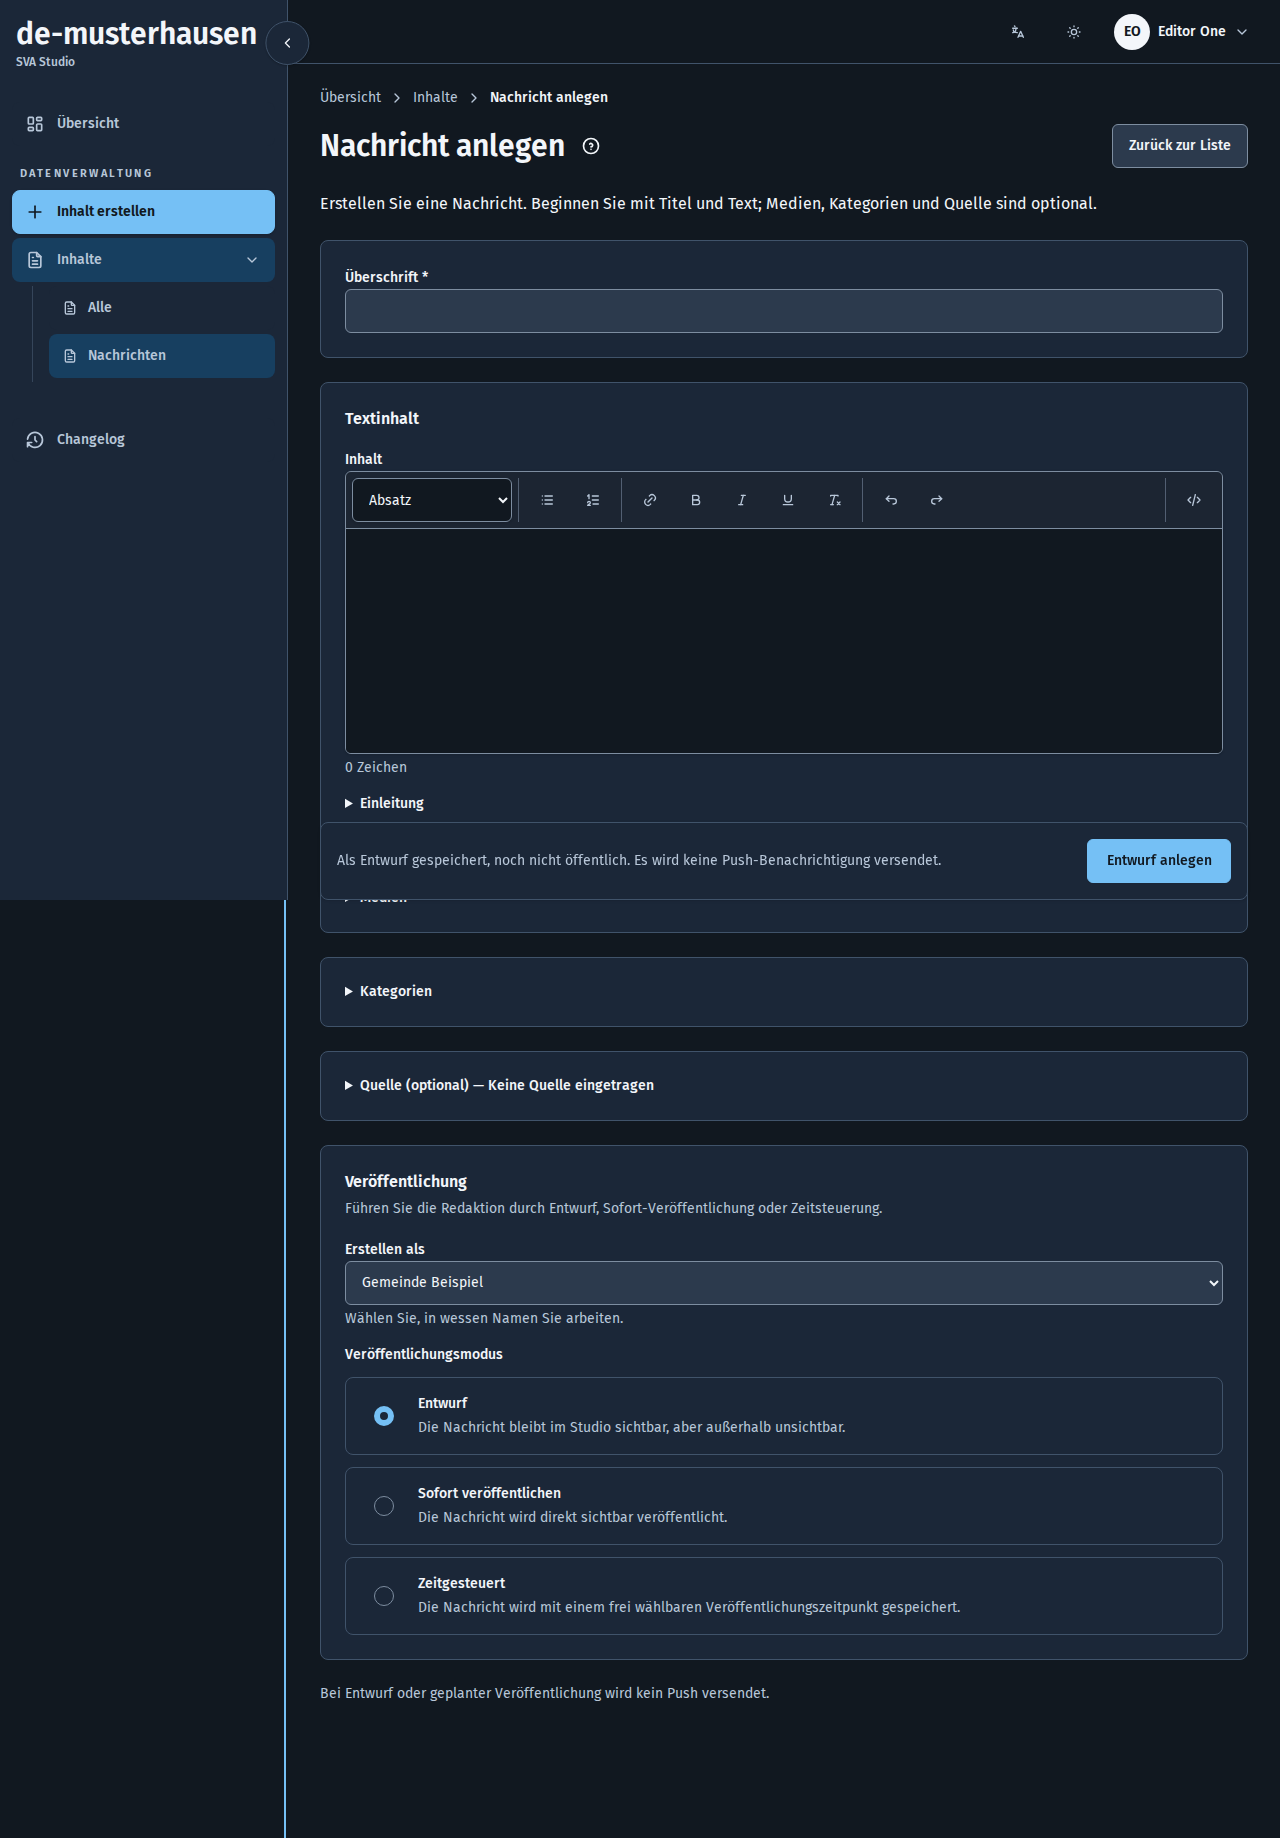 de-musterhausen
SVA Studio
Übersicht
DATENVERWALTUNG
Inhalt erstellen
Inhalte
Alle
Nachrichten
Changelog
EO Editor One
Übersicht > Inhalte > Nachricht anlegen
Nachricht anlegen
Zurück zur Liste
Erstellen Sie eine Nachricht. Beginnen Sie mit Titel und Text; Medien, Kategorien und Quelle sind optional.
Überschrift *
Textinhalt
Inhalt
Absatz
0 Zeichen
Einleitung
Als Entwurf gespeichert, noch nicht öffentlich. Es wird keine Push-Benachrichtigung versendet.
Entwurf anlegen
Kategorien
Quelle (optional) — Keine Quelle eingetragen
Veröffentlichung
Führen Sie die Redaktion durch Entwurf, Sofort-Veröffentlichung oder Zeitsteuerung.
Erstellen als
Gemeinde Beispiel
Wählen Sie, in wessen Namen Sie arbeiten.
Veröffentlichungsmodus
Entwurf
Die Nachricht bleibt im Studio sichtbar, aber außerhalb unsichtbar.
Sofort veröffentlichen
Die Nachricht wird direkt sichtbar veröffentlicht.
Zeitgesteuert
Die Nachricht wird mit einem frei wählbaren Veröffentlichungszeitpunkt gespeichert.
Bei Entwurf oder geplanter Veröffentlichung wird kein Push versendet.